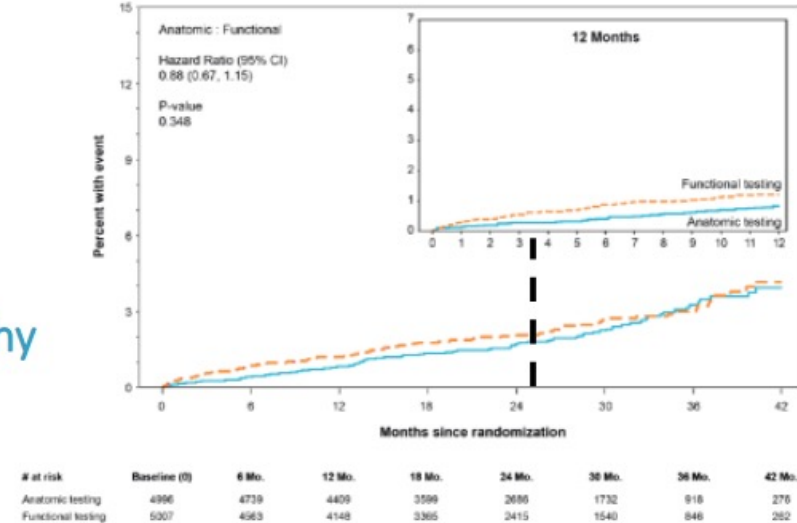 15
12
9
6
3
0
Percent with event
Anatomic : Functional
Hazard Ratio (95% CI)
0.88 (0.67, 1.15)
P-value
0.348
12 Months
7
6
5
4
3
2
1
0
Functional testing
Anatomic testing
0 1 2 3 4 5 6 7 8 9 10 11 12
hy
0 6 12 18 24 30 36 42
Months since randomization
# at risk Baseline (0) 6 Mo. 12 Mo. 18 Mo. 24 Mo. 30 Mo. 36 Mo. 42 Mo.
Anatomic testing 4996 4739 4409 3599 2686 1732 918 276
Functional testing 5007 4563 4148 3365 2415 1540 846 262